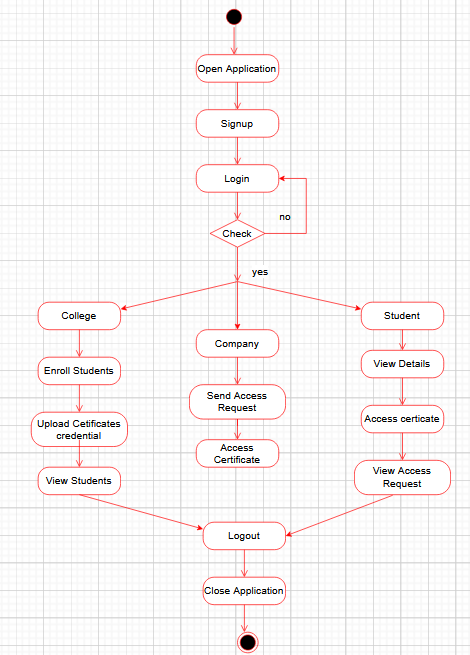 Open Application
Signup
Login
no
Check
yes
College
Enroll Students
Upload Cetificates
credential
View Students
Company
Send Access
Request
Access
Certificate
Student
View Details
Access certicate
View Access
Request
Logout
Close Application